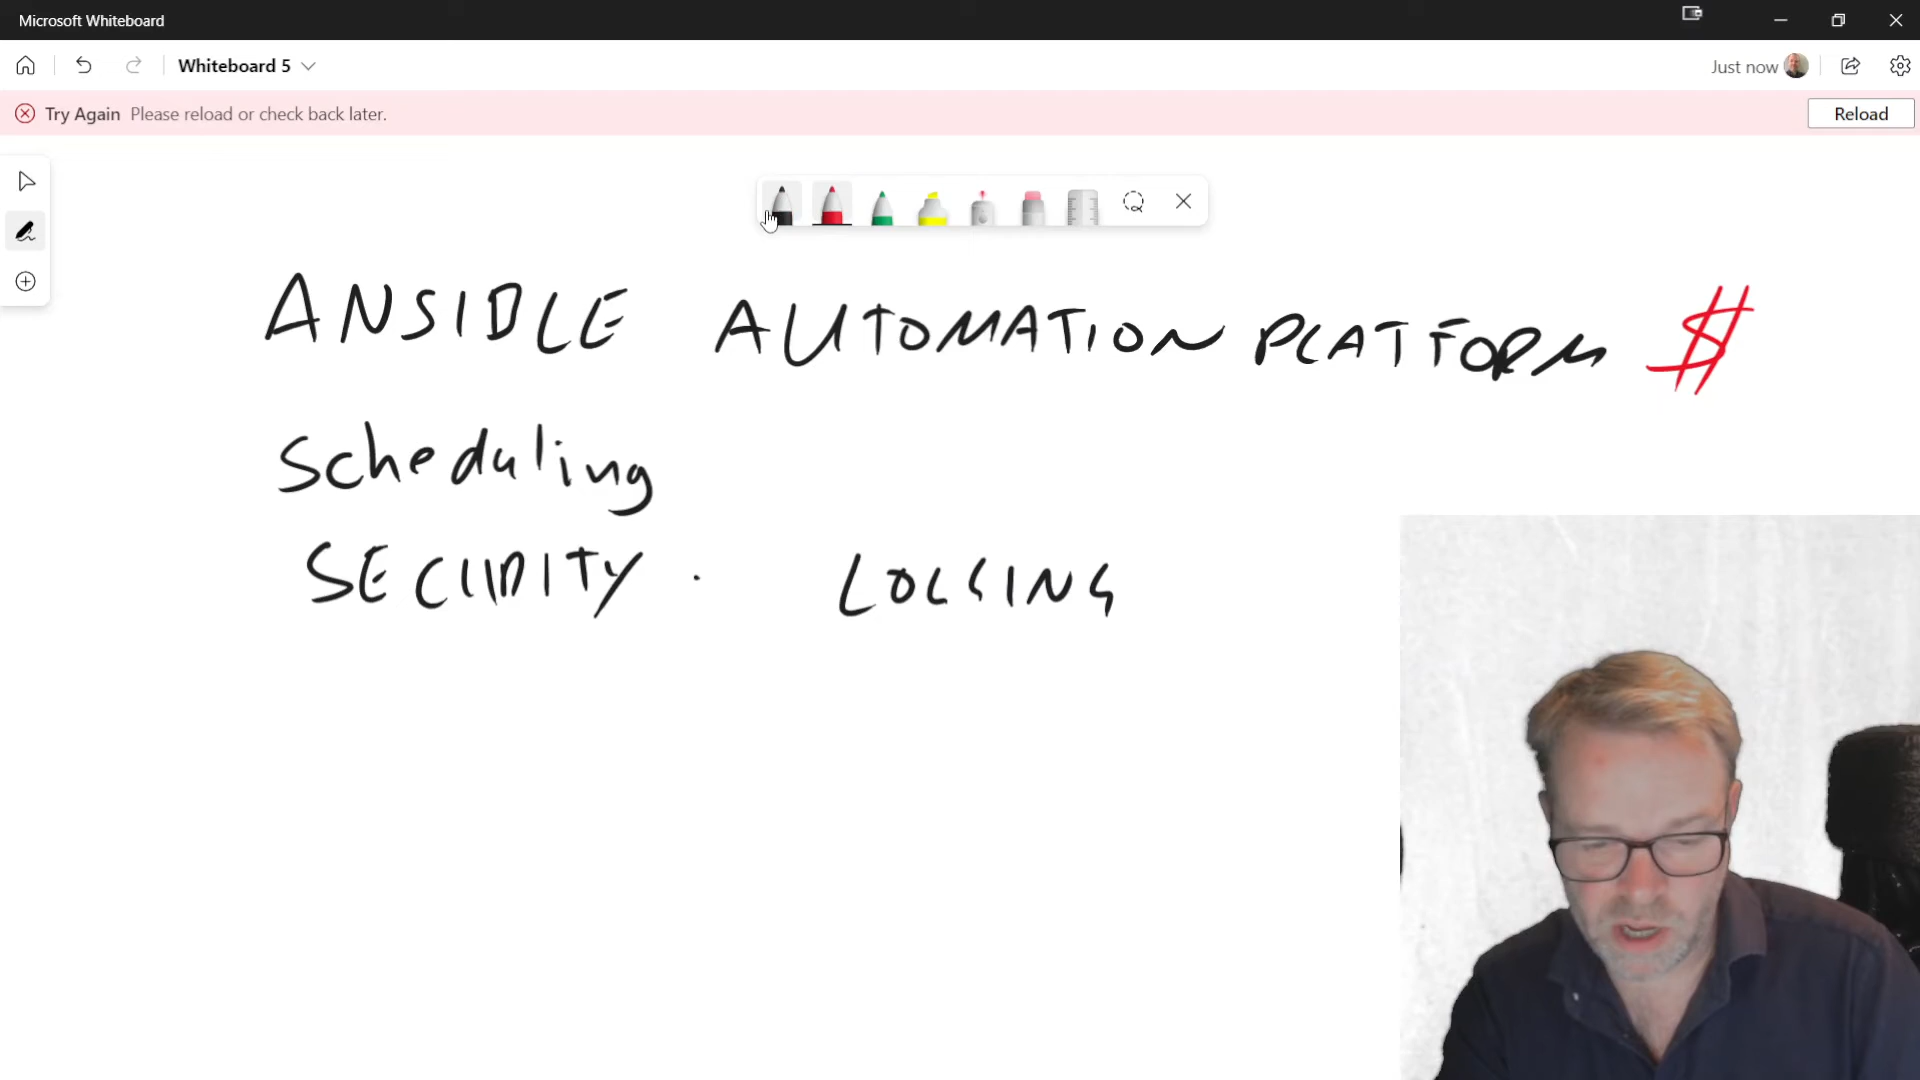 Microsoft Whiteboard
Whiteboard 5
Just now
Try Again Please reload or check back later.
Reload
ANSIBLE AUTOMATION PLATFORM $
Scheduling
SECURITY . LOGGING